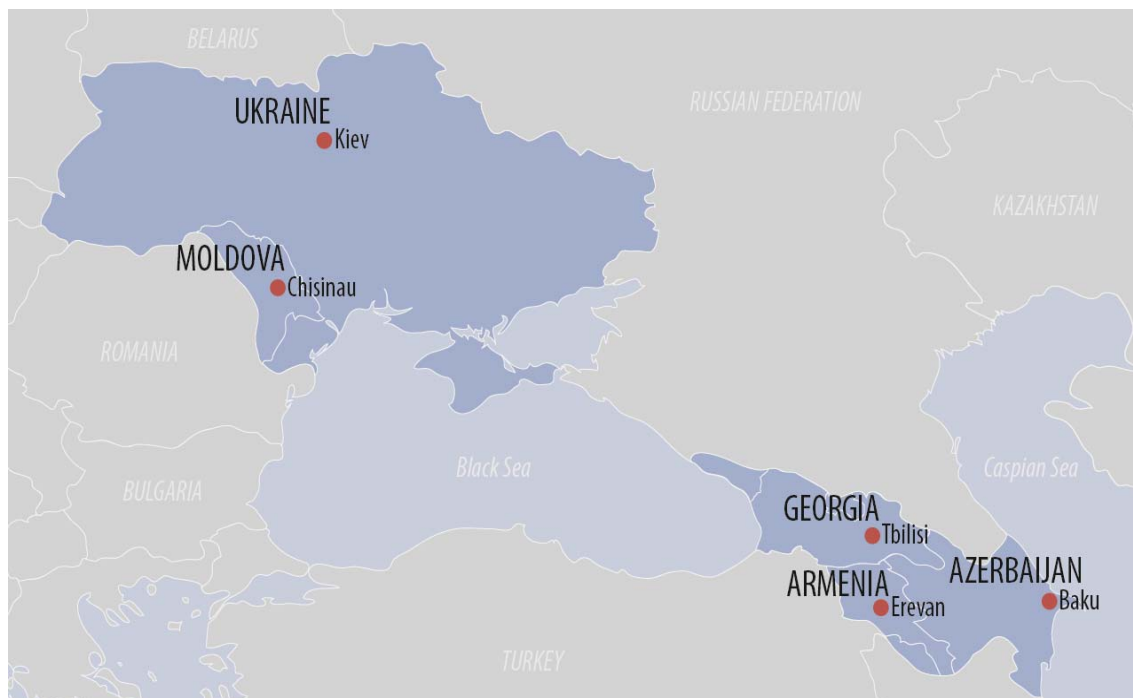 BELARUS
UKRAINE
Kiev
RUSSIAN FEDERATION
KAZAKHSTAN
MOLDOVA
Chisinau
ROMANIA
Black Sea
Caspian Sea
BULGARIA
GEORGIA
Tbilisi
AZERBAIJAN
Baku
ARMENIA
Erevan
TURKEY